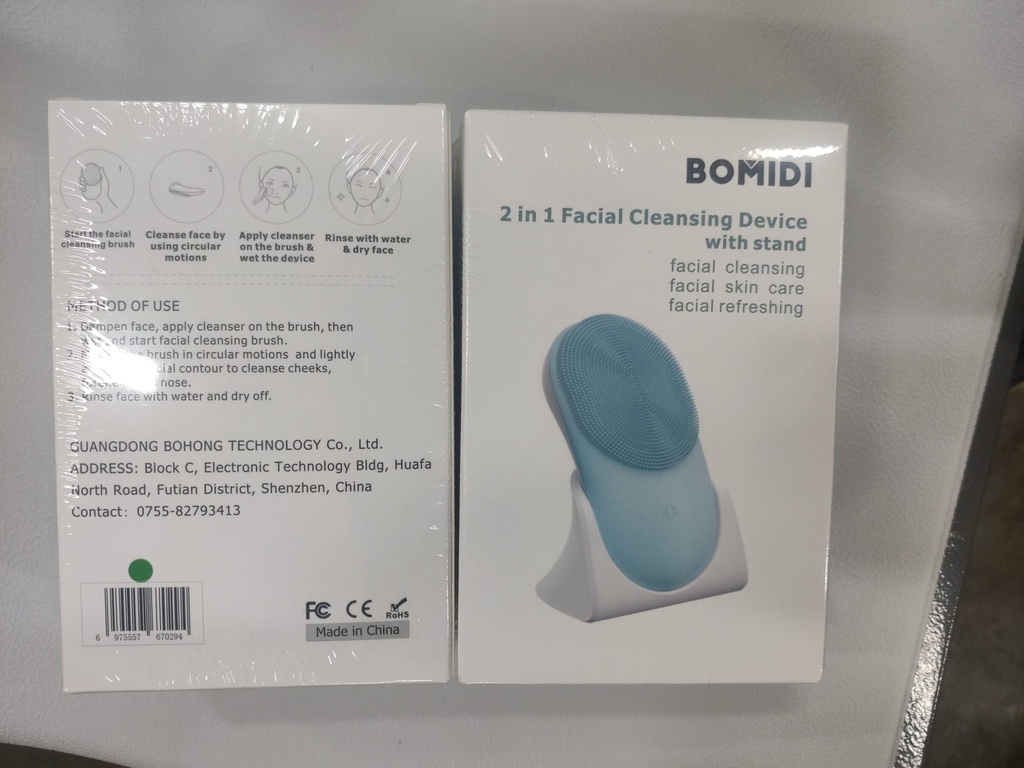 1
2
3
Start the facial
cleansing brush
Cleanse face by
using circular
motions
Apply cleanser
on the brush &
wet the device
Rinse with water
& dry face
METHOD OF USE
1. Dampen face, apply cleanser on the brush, then
and start facial cleansing brush.
2. brush in circular motions and lightly
contour to cleanse cheeks,
nose.
3. Rinse face with water and dry off.
GUANGDONG BOHONG TECHNOLOGY Co., Ltd.
ADDRESS: Block C, Electronic Technology Bldg, Huafa
North Road, Futian District, Shenzhen, China
Contact: 0755-82793413
6 975557 670294
FC CE RoHS
Made in China
BOMIDI
2 in 1 Facial Cleansing Device
with stand
facial cleansing
facial skin care
facial refreshing